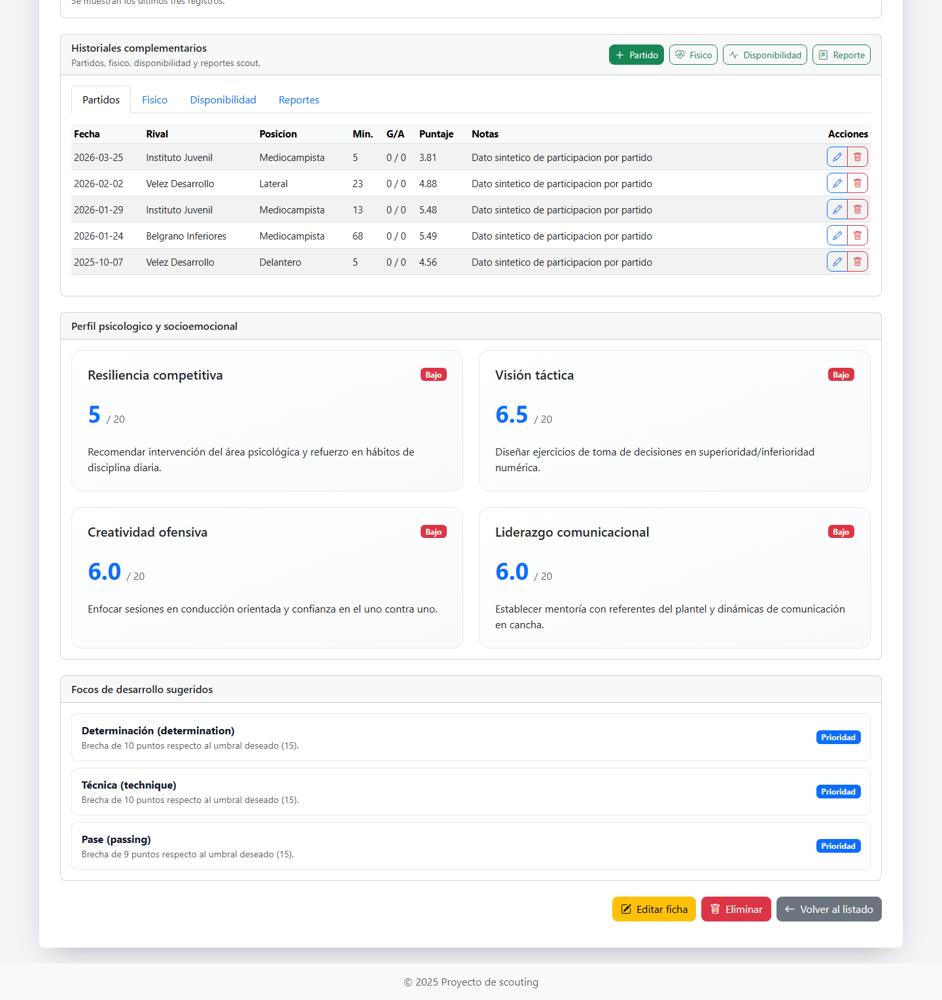 Se muestran los ultimos tres registros.
Historiales complementarios
Partidos, fisico, disponibilidad y reportes scout.
Partido
Fisico
Disponibilidad
Reporte
Partidos Fisico Disponibilidad Reportes
Fecha Rival Posicion Min. G/A Puntaje Notas Acciones
2026-03-25 Instituto Juvenil Mediocampista 5 0 / 0 3.81 Dato sintetico de participacion por partido
2026-02-02 Velez Desarrollo Lateral 23 0 / 0 4.88 Dato sintetico de participacion por partido
2026-01-29 Instituto Juvenil Mediocampista 13 0 / 0 5.48 Dato sintetico de participacion por partido
2026-01-24 Belgrano Inferiores Mediocampista 68 0 / 0 5.49 Dato sintetico de participacion por partido
2025-10-07 Velez Desarrollo Delantero 5 0 / 0 4.56 Dato sintetico de participacion por partido
Perfil psicologico y socioemocional
Resiliencia competitiva Bajo
5 / 20
Recomendar intervención del área psicológica y refuerzo en hábitos de
disciplina diaria.
Visión táctica Bajo
6.5 / 20
Diseñar ejercicios de toma de decisiones en superioridad/inferioridad
numérica.
Creatividad ofensiva Bajo
6.0 / 20
Enfocar sesiones en conducción orientada y confianza en el uno contra uno.
Liderazgo comunicacional Bajo
6.0 / 20
Establecer mentoría con referentes del plantel y dinámicas de comunicación
en cancha.
Focos de desarrollo sugeridos
Determinación (determination)
Brecha de 10 puntos respecto al umbral deseado (15).
Prioridad
Técnica (technique)
Brecha de 10 puntos respecto al umbral deseado (15).
Prioridad
Pase (passing)
Brecha de 9 puntos respecto al umbral deseado (15).
Prioridad
Editar ficha
Eliminar
Volver al listado
© 2025 Proyecto de scouting